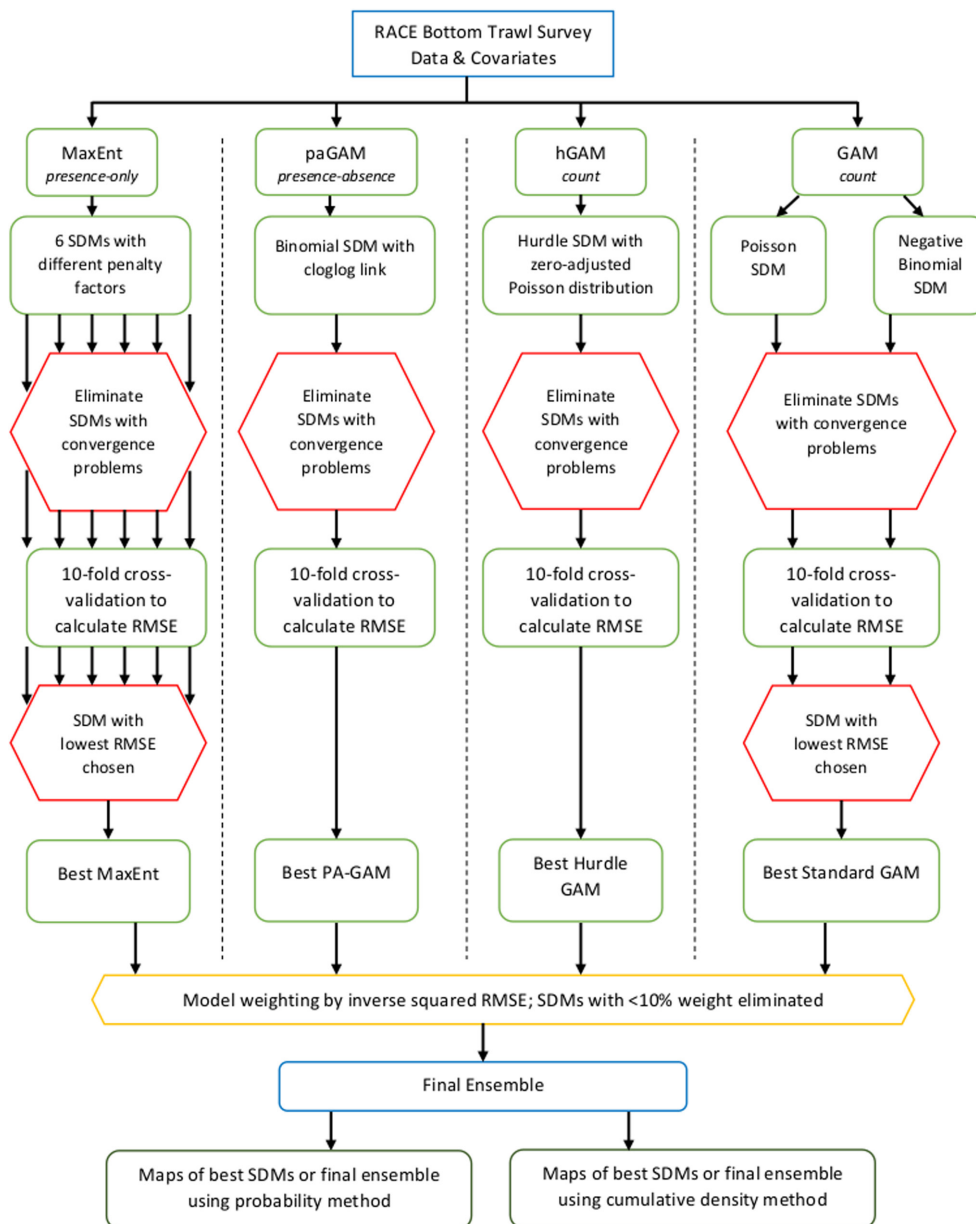 RACE Bottom Trawl Survey
Data & Covariates
MaxEnt
presence-only
paGAM
presence-absence
hGAM
count
GAM
count
6 SDMs with
different penalty
factors
Binomial SDM with
cloglog link
Hurdle SDM with
zero-adjusted
Poisson distribution
Poisson
SDM
Negative
Binomial
SDM
Eliminate
SDMs with
convergence
problems
Eliminate
SDMs with
convergence
problems
Eliminate
SDMs with
convergence
problems
Eliminate SDMs
with convergence
problems
10-fold cross-
validation to
calculate RMSE
10-fold cross-
validation to
calculate RMSE
10-fold cross-
validation to
calculate RMSE
10-fold cross-
validation to
calculate RMSE
SDM with
lowest RMSE
chosen
SDM with
lowest RMSE
chosen
Best MaxEnt
Best PA-GAM
Best Hurdle
GAM
Best Standard GAM
Model weighting by inverse squared RMSE; SDMs with <10% weight eliminated
Final Ensemble
Maps of best SDMs or final ensemble
using probability method
Maps of best SDMs or final ensemble
using cumulative density method